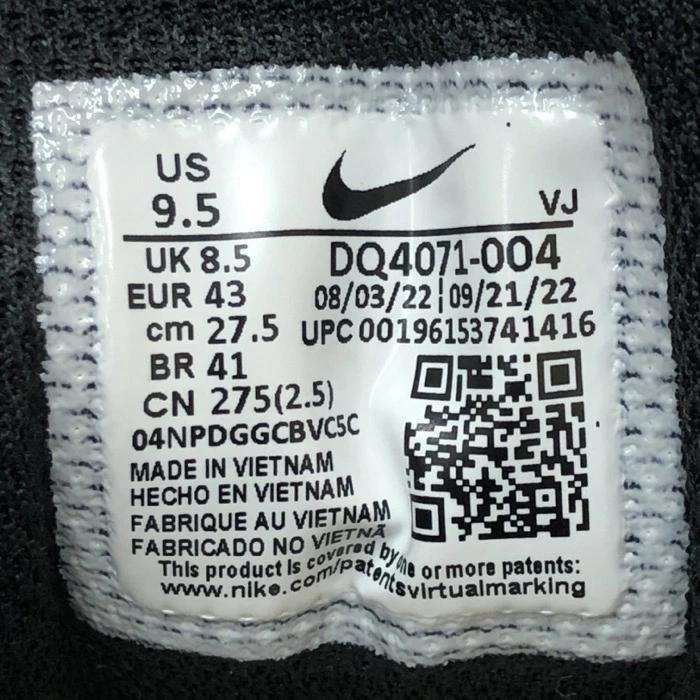 US
9.5
VJ
UK 8.5
DQ4071-004
EUR 43
08/03/22|09/21/22
cm 27.5
UPC 00196153741416
BR 41
CN 275(2.5)
04NPDGGCBVC5C
MADE IN VIETNAM
HECHO EN VIETNAM
FABRIQUE AU VIETNAM
FABRICADO NO VIETNÃ
This product is covered by one or more patents:
www.nike.com/patentsvirtualmarking